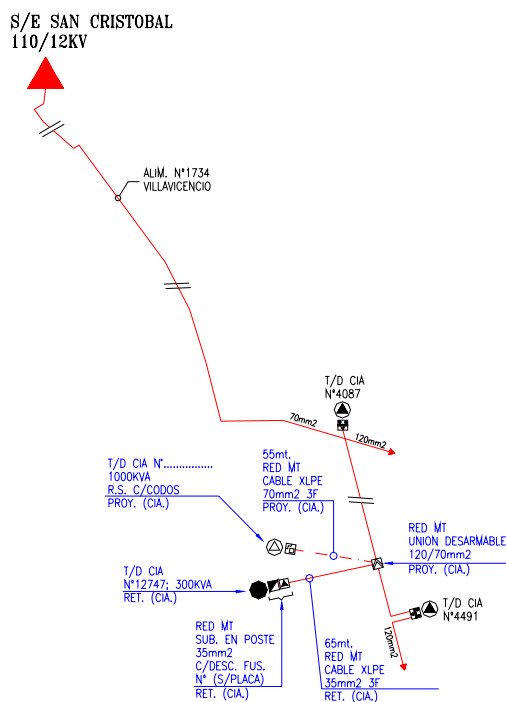 S/E SAN CRISTOBAL
110/12KV
ALIM. N°1734
VILLAVICENCIO
T/D CIA
N°4087
70mm2
120mm2
T/D CIA N°................
1000KVA
R.S. C/CODOS
PROY. (CIA.)
55mt.
RED MT
CABLE XLPE
70mm2 3F
PROY. (CIA.)
RED MT
UNION DESARMABLE
120/70mm2
PROY. (CIA.)
T/D CIA
N°12747; 300KVA
RET. (CIA.)
T/D CIA
N°4491
120mm2
RED MT
SUB. EN POSTE
35mm2
C/DESC. FUS.
N° (S/PLACA)
RET. (CIA.)
65mt.
RED MT
CABLE XLPE
35mm2 3F
RET. (CIA.)